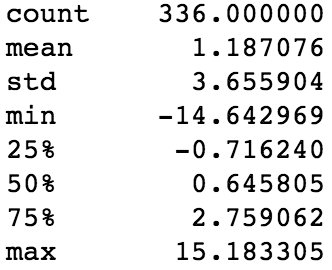 count 336.000000
mean 1.187076
std 3.655904
min -14.642969
25% -0.716240
50% 0.645805
75% 2.759062
max 15.183305